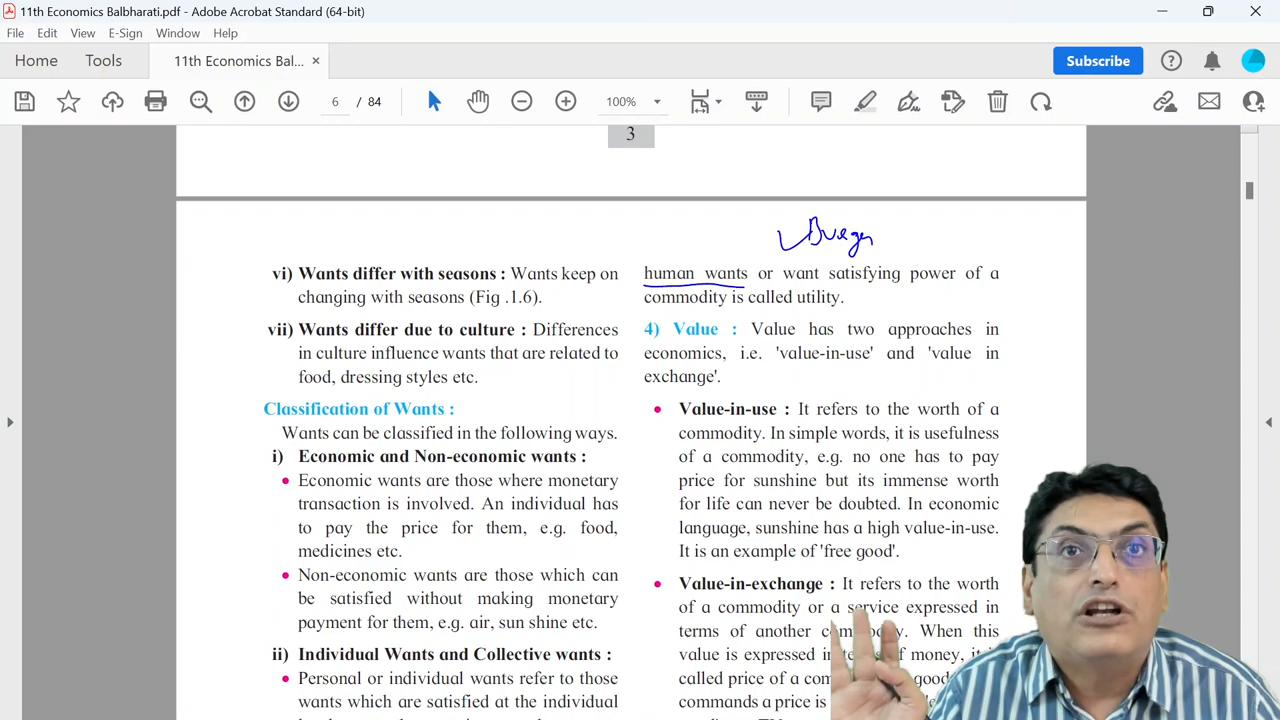 11th Economics Balbharati.pdf - Adobe Acrobat Standard (64-bit)
File Edit View E-Sign Window Help
Home Tools 11th Economics Bal... × Subscribe
6 / 84 100%
3
vi) Wants differ with seasons : Wants keep on
changing with seasons (Fig .1.6).
vii) Wants differ due to culture : Differences
in culture influence wants that are related to
food, dressing styles etc.
Classification of Wants :
Wants can be classified in the following ways.
i) Economic and Non-economic wants :
• Economic wants are those where monetary
transaction is involved. An individual has
to pay the price for them, e.g. food,
medicines etc.
• Non-economic wants are those which can
be satisfied without making monetary
payment for them, e.g. air, sun shine etc.
ii) Individual Wants and Collective wants :
• Personal or individual wants refer to those
wants which are satisfied at the individual
human wants or want satisfying power of a
commodity is called utility.
4) Value : Value has two approaches in
economics, i.e. 'value-in-use' and 'value in
exchange'.
• Value-in-use : It refers to the worth of a
commodity. In simple words, it is usefulness
of a commodity, e.g. no one has to pay
price for sunshine but its immense worth
for life can never be doubted. In economic
language, sunshine has a high value-in-use.
It is an example of 'free good'.
• Value-in-exchange : It refers to the worth
of a commodity or a service expressed in
terms of another commodity. When this
value is expressed in terms of money, it
called price of a good
commands a price is